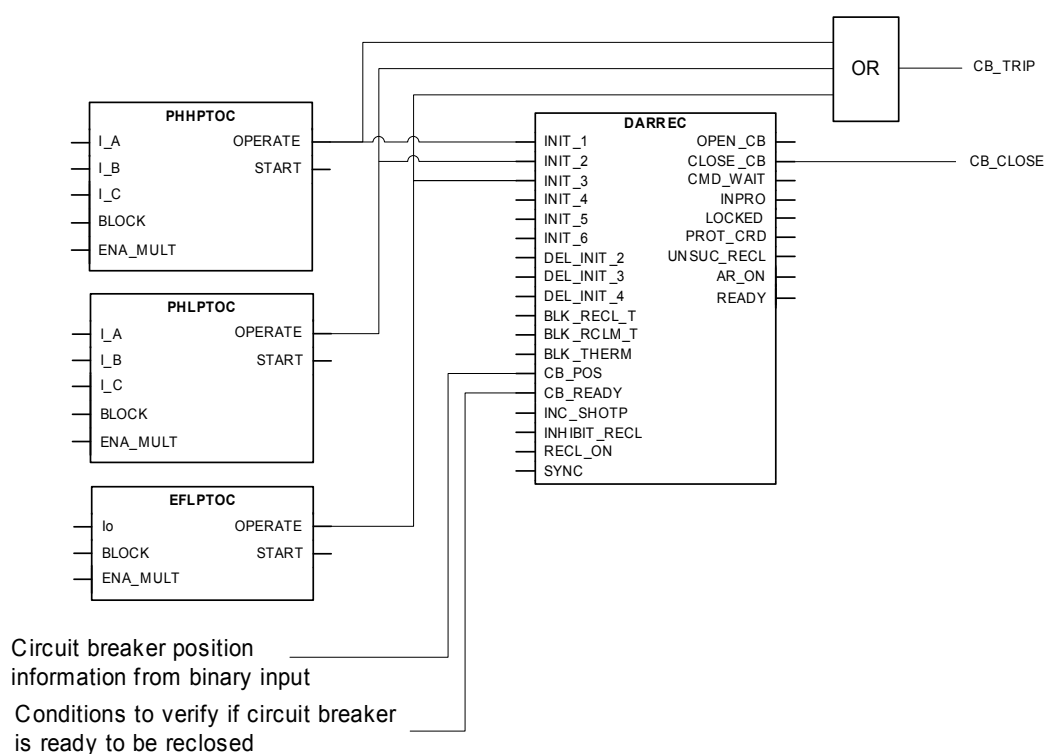 OR
CB_TRIP
PHHPTOC
I_A
I_B
I_C
BLOCK
ENA_MULT
OPERATE
START
DARREC
INIT_1
INIT_2
INIT_3
INIT_4
INIT_5
INIT_6
DEL_INIT_2
DEL_INIT_3
DEL_INIT_4
BLK_RECL_T
BLK_RCLM_T
BLK_THERM
CB_POS
CB_READY
INC_SHOTP
INHIBIT_RECL
RECL_ON
SYNC
OPEN_CB
CLOSE_CB
CMD_WAIT
INPRO
LOCKED
PROT_CRD
UNSUC_RECL
AR_ON
READY
CB_CLOSE
PHLPTOC
I_A
I_B
I_C
BLOCK
ENA_MULT
OPERATE
START
EFLPTOC
Io
BLOCK
ENA_MULT
OPERATE
START
Circuit breaker position
information from binary input
Conditions to verify if circuit breaker
is ready to be reclosed